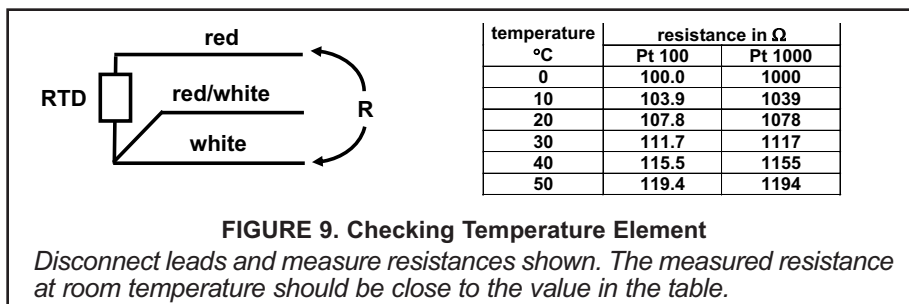 red
RTD
red/white
R
white
temperature resistance in Ω
°C Pt 100 Pt 1000
0 100.0 1000
10 103.9 1039
20 107.8 1078
30 111.7 1117
40 115.5 1155
50 119.4 1194
FIGURE 9. Checking Temperature Element
Disconnect leads and measure resistances shown. The measured resistance
at room temperature should be close to the value in the table.